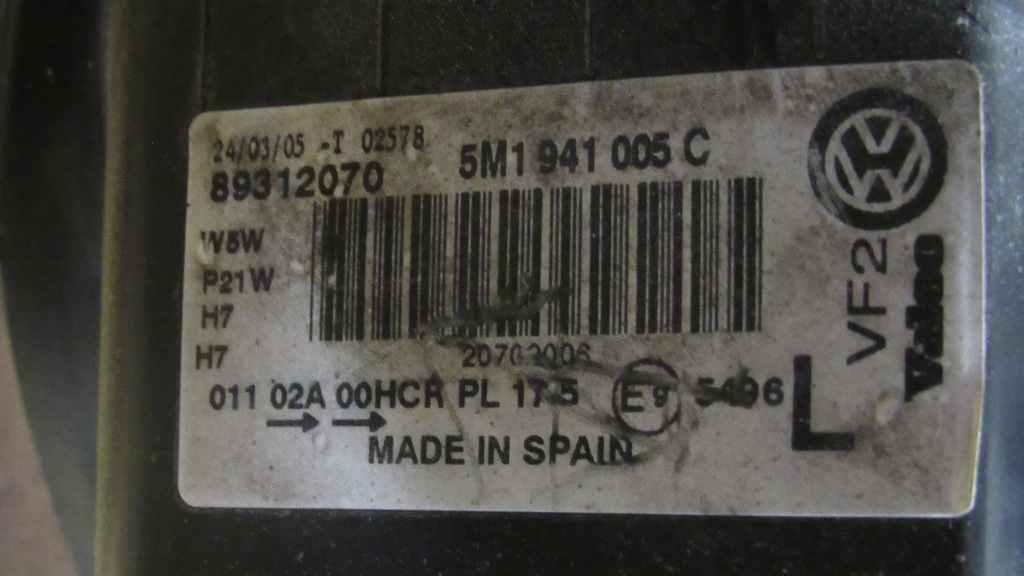 24/03/05 -T 02578
89312070 5M1 941 005 C
W5W
P21W
H7
H7
011 02A 00HCR PL 17.5 E9 5496
MADE IN SPAIN
L
VF2
Valeo